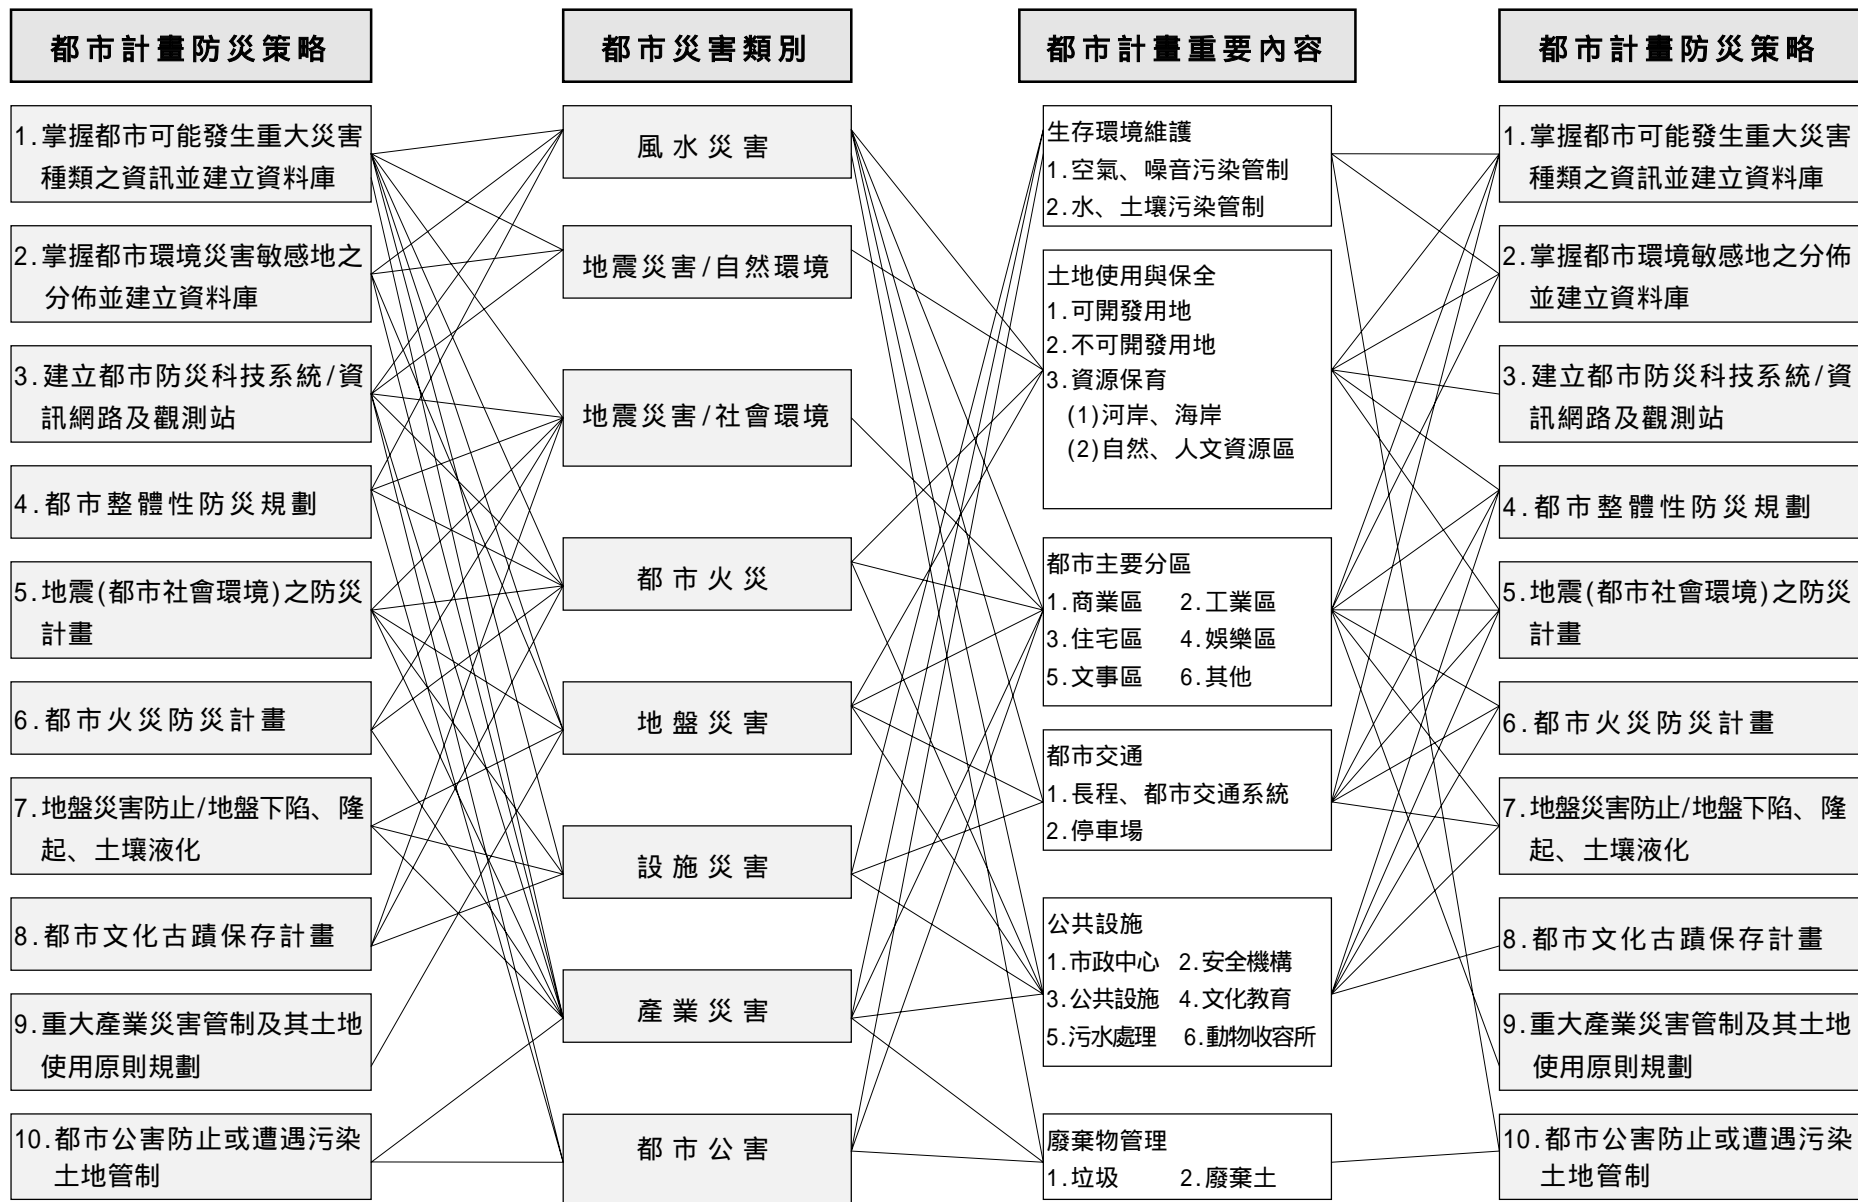 都市計畫防災策略
1.掌握都市可能發生重大災害
種類之資訊並建立資料庫
2.掌握都市環境災害敏感地之
分佈並建立資料庫
3.建立都市防災科技系統/資
訊網路及觀測站
4.都市整體性防災規劃
5.地震(都市社會環境)之防災
計畫
6.都市火災防災計畫
7.地盤災害防止/地盤下陷、隆
起、土壤液化
8.都市文化古蹟保存計畫
9.重大產業災害管制及其土地
使用原則規劃
10.都市公害防止或遭遇污染
土地管制
都市災害類別
風水災害
地震災害/自然環境
地震災害/社會環境
都市火災
地盤災害
設施災害
產業災害
都市公害
都市計畫重要內容
生存環境維護
1.空氣、噪音污染管制
2.水、土壤污染管制
土地使用與保全
1.可開發用地
2.不可開發用地
3.資源保育
(1)河岸、海岸
(2)自然、人文資源區
都市主要分區
1.商業區 2.工業區
3.住宅區 4.娛樂區
5.文事區 6.其他
都市交通
1.長程、都市交通系統
2.停車場
公共設施
1.市政中心 2.安全機構
3.公共設施 4.文化教育
5.污水處理 6.動物收容所
廢棄物管理
1.垃圾 2.廢棄土
都市計畫防災策略
1.掌握都市可能發生重大災害
種類之資訊並建立資料庫
2.掌握都市環境敏感地之分佈
並建立資料庫
3.建立都市防災科技系統/資
訊網路及觀測站
4.都市整體性防災規劃
5.地震(都市社會環境)之防災
計畫
6.都市火災防災計畫
7.地盤災害防止/地盤下陷、隆
起、土壤液化
8.都市文化古蹟保存計畫
9.重大產業災害管制及其土地
使用原則規劃
10.都市公害防止或遭遇污染
土地管制